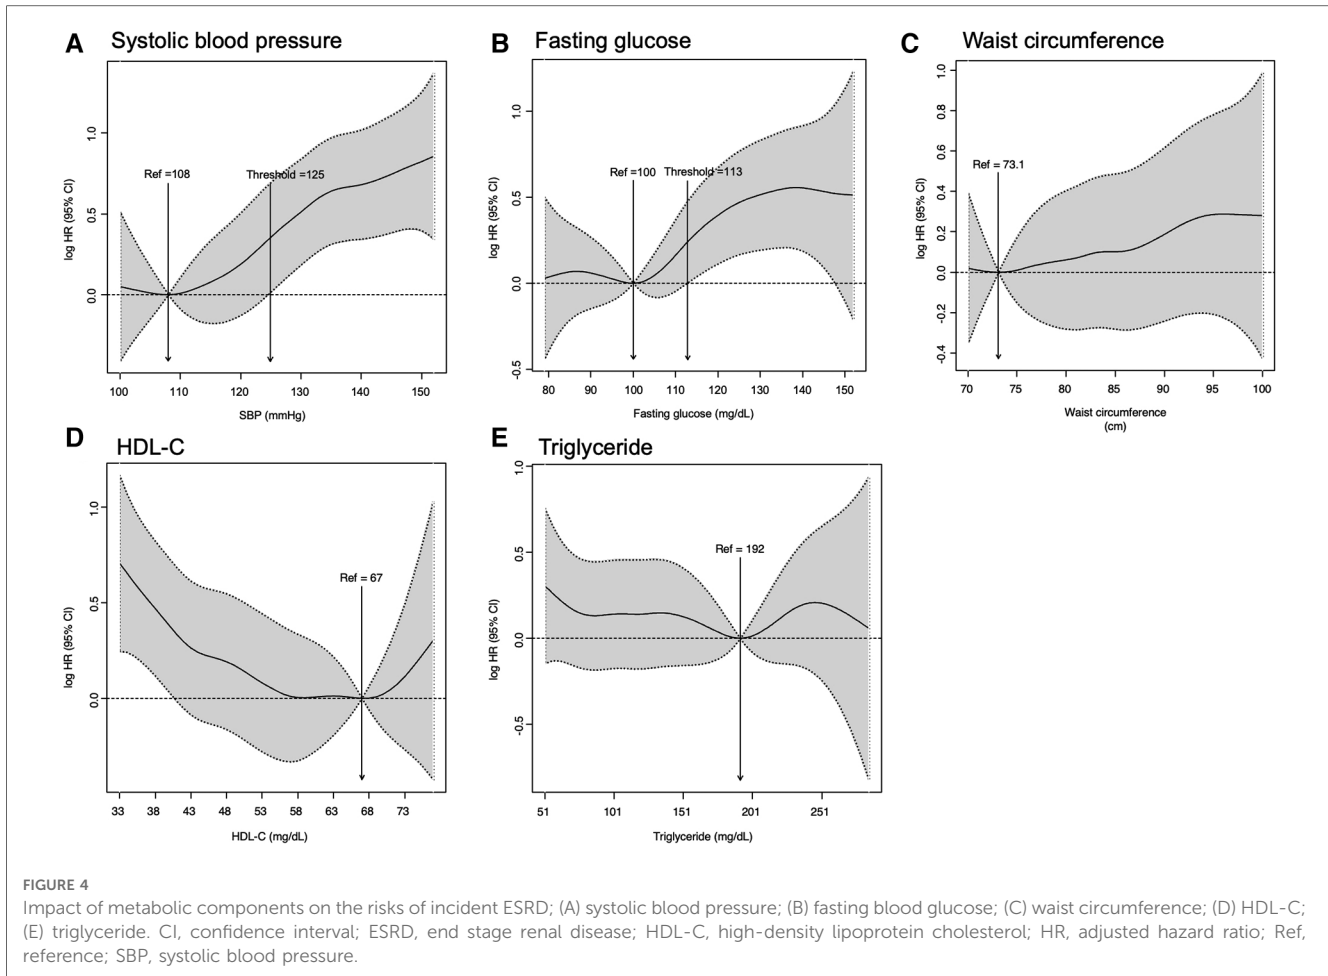 A Systolic blood pressure
log HR (95% CI)
1.0
0.5
0.0
Ref =108
Threshold =125
100 110 120 130 140 150
SBP (mmHg)
B Fasting glucose
log HR (95% CI)
1.0
0.5
0.0
-0.5
Ref =100
Threshold =113
80 90 100 110 120 130 140 150
Fasting glucose (mg/dL)
C Waist circumference
log HR (95% CI)
1.0
0.8
0.6
0.4
0.2
0.0
-0.2
-0.4
Ref = 73.1
70 75 80 85 90 95 100
Waist circumference
(cm)
D HDL-C
log HR (95% CI)
1.0
0.5
0.0
Ref = 67
33 38 43 48 53 58 63 68 73
HDL-C (mg/dL)
E Triglyceride
log HR (95% CI)
1.0
0.5
0.0
-0.5
Ref = 192
51 101 151 201 251
Triglyceride (mg/dL)
FIGURE 4
Impact of metabolic components on the risks of incident ESRD; (A) systolic blood pressure; (B) fasting blood glucose; (C) waist circumference; (D) HDL-C;
(E) triglyceride. CI, confidence interval; ESRD, end stage renal disease; HDL-C, high-density lipoprotein cholesterol; HR, adjusted hazard ratio; Ref,
reference; SBP, systolic blood pressure.